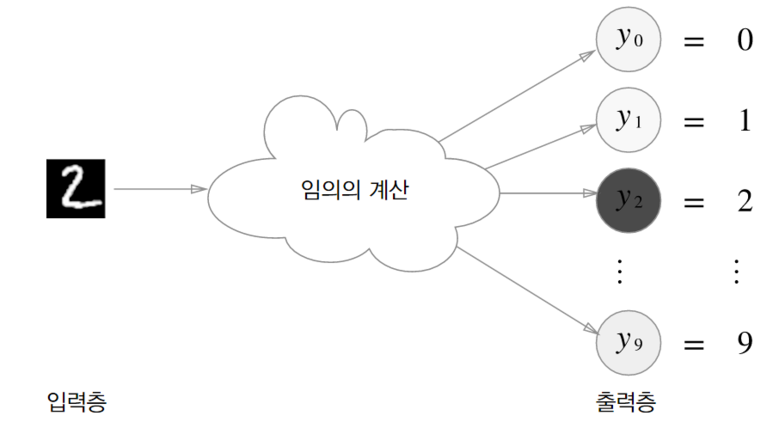 y0 = 0
y1 = 1
2 임의의 계산 y2 = 2
⋮ ⋮
y9 = 9
입력층 출력층